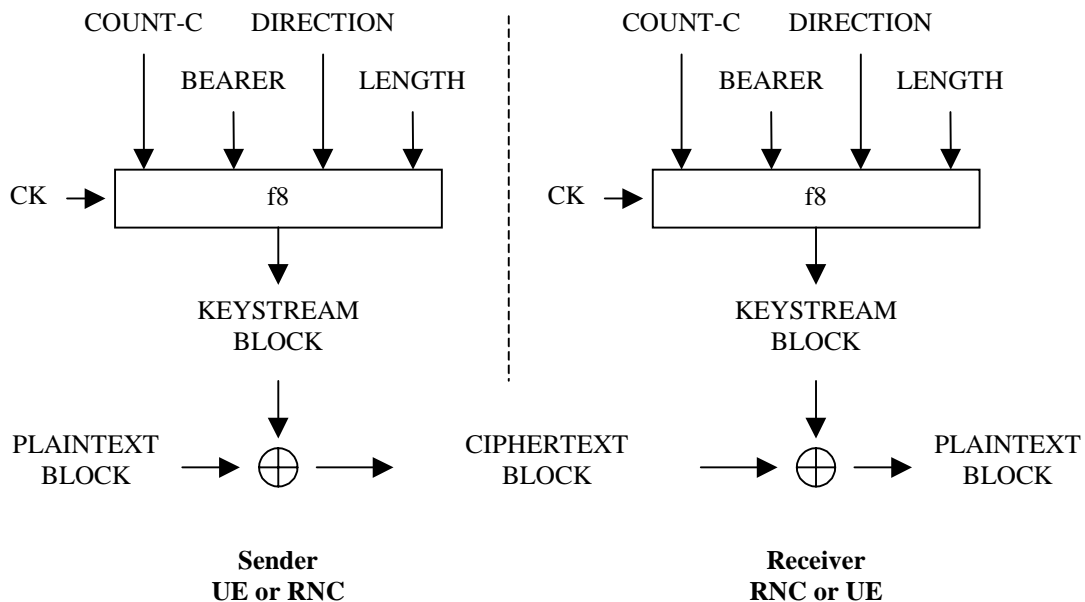 COUNT-C DIRECTION COUNT-C DIRECTION
BEARER LENGTH BEARER LENGTH
CK f8 CK f8
KEYSTREAM KEYSTREAM
BLOCK BLOCK
PLAINTEXT CIPHERTEXT PLAINTEXT
BLOCK BLOCK BLOCK
Sender Receiver
UE or RNC RNC or UE